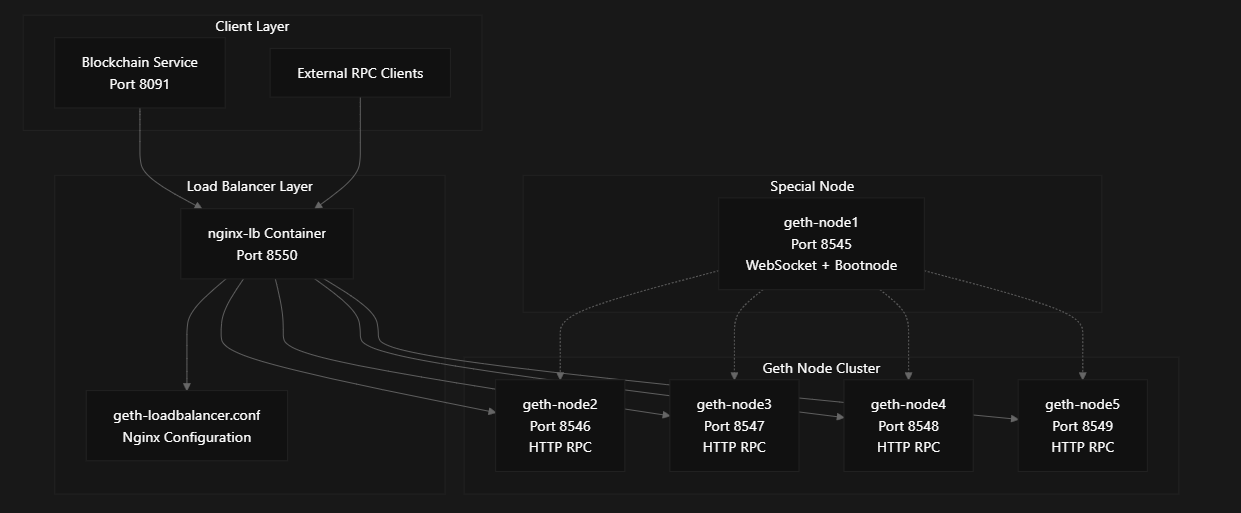 Client Layer
Blockchain Service
Port 8091
External RPC Clients
Load Balancer Layer
nginx-lb Container
Port 8550
geth-loadbalancer.conf
Nginx Configuration
Special Node
geth-node1
Port 8545
WebSocket + Bootnode
Geth Node Cluster
geth-node2
Port 8546
HTTP RPC
geth-node3
Port 8547
HTTP RPC
geth-node4
Port 8548
HTTP RPC
geth-node5
Port 8549
HTTP RPC